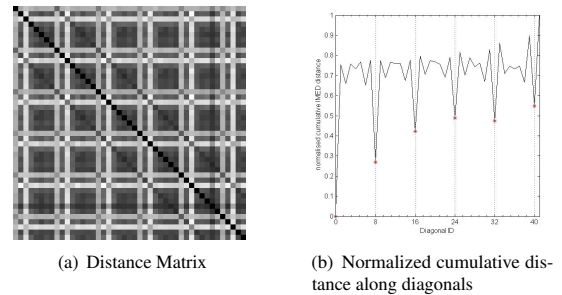 1
0.9
0.8
0.7
0.6
0.5
0.4
0.3
0.2
0.1
0
normalised cumulative IMED distance
0 8 16 24 32 40
Diagonal ID
(a) Distance Matrix
(b) Normalized cumulative dis-
tance along diagonals